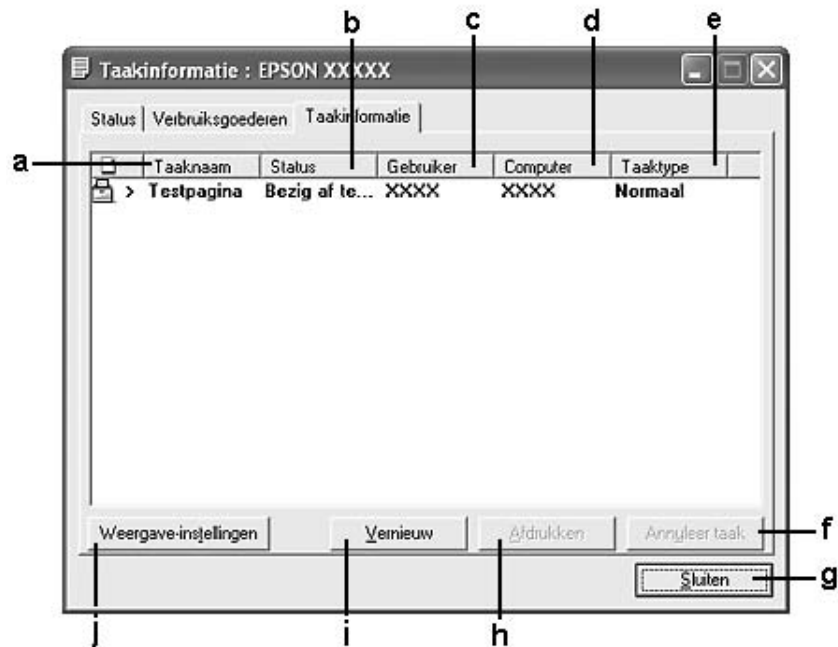 b c d e
Taakinformatie : EPSON XXXXX
Status Verbruiksgoederen Taakinformatie
a Taaknaam Status Gebruiker Computer Taaktype
> Testpagina Bezig af te... XXXX XXXX Normaal
Weergave-instellingen Vernieuw Afdrukken Annuleer taak f
Sluiten g
j i h